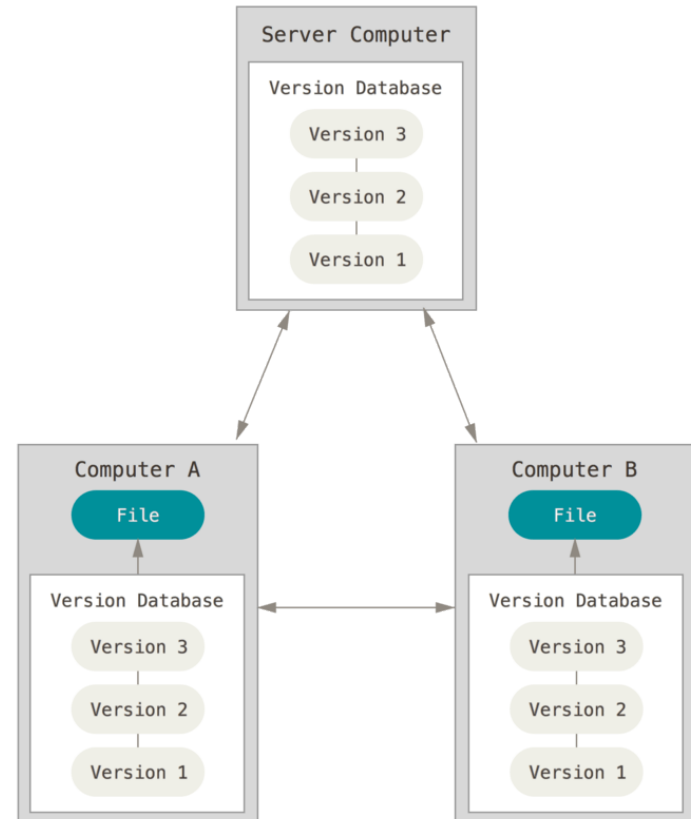 Server Computer
Version Database
Version 3
Version 2
Version 1
Computer A
File
Version Database
Version 3
Version 2
Version 1
Computer B
File
Version Database
Version 3
Version 2
Version 1